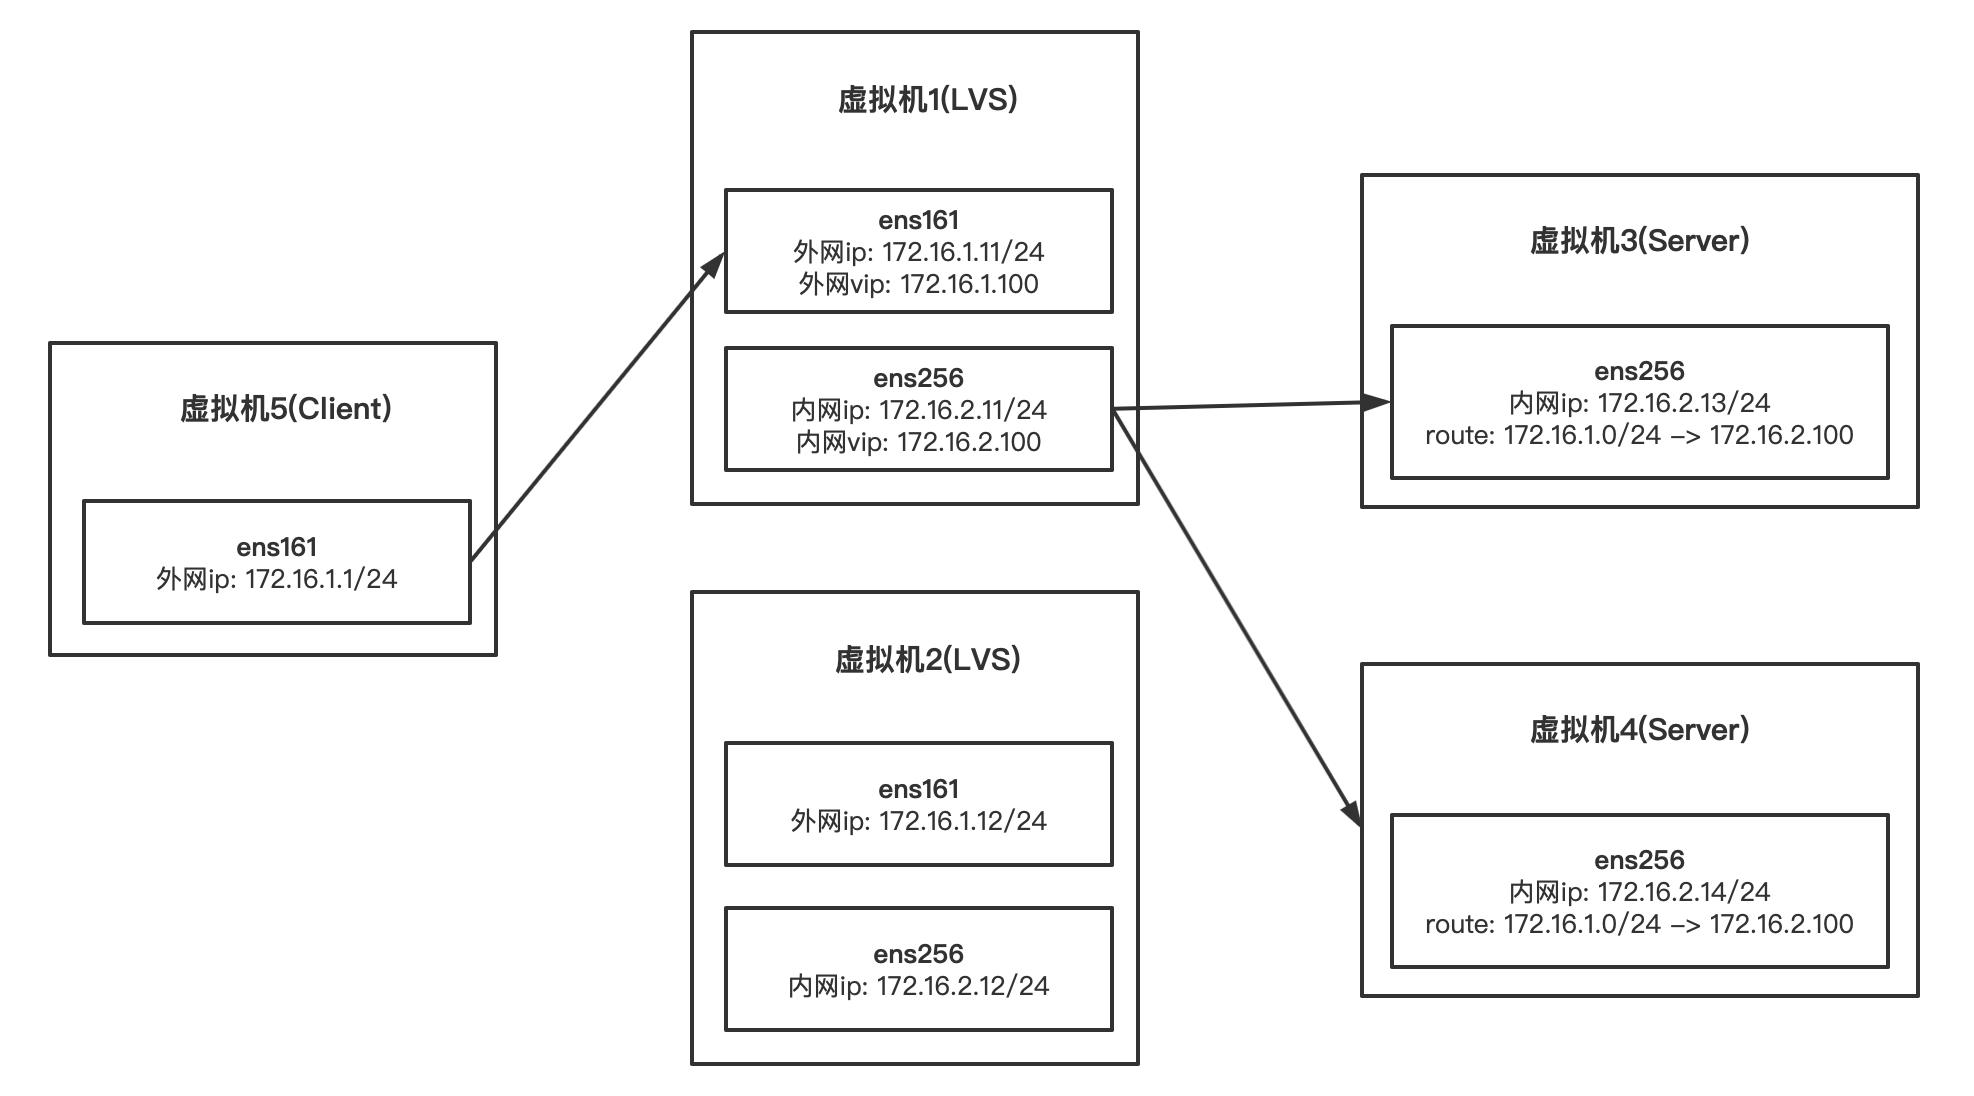 虚拟机1(LVS)
ens161
外网ip: 172.16.1.11/24
外网vip: 172.16.1.100
ens256
内网ip: 172.16.2.11/24
内网vip: 172.16.2.100
虚拟机3(Server)
ens256
内网ip: 172.16.2.13/24
route: 172.16.1.0/24 –> 172.16.2.100
虚拟机5(Client)
ens161
外网ip: 172.16.1.1/24
虚拟机2(LVS)
ens161
外网ip: 172.16.1.12/24
ens256
内网ip: 172.16.2.12/24
虚拟机4(Server)
ens256
内网ip: 172.16.2.14/24
route: 172.16.1.0/24 –> 172.16.2.100